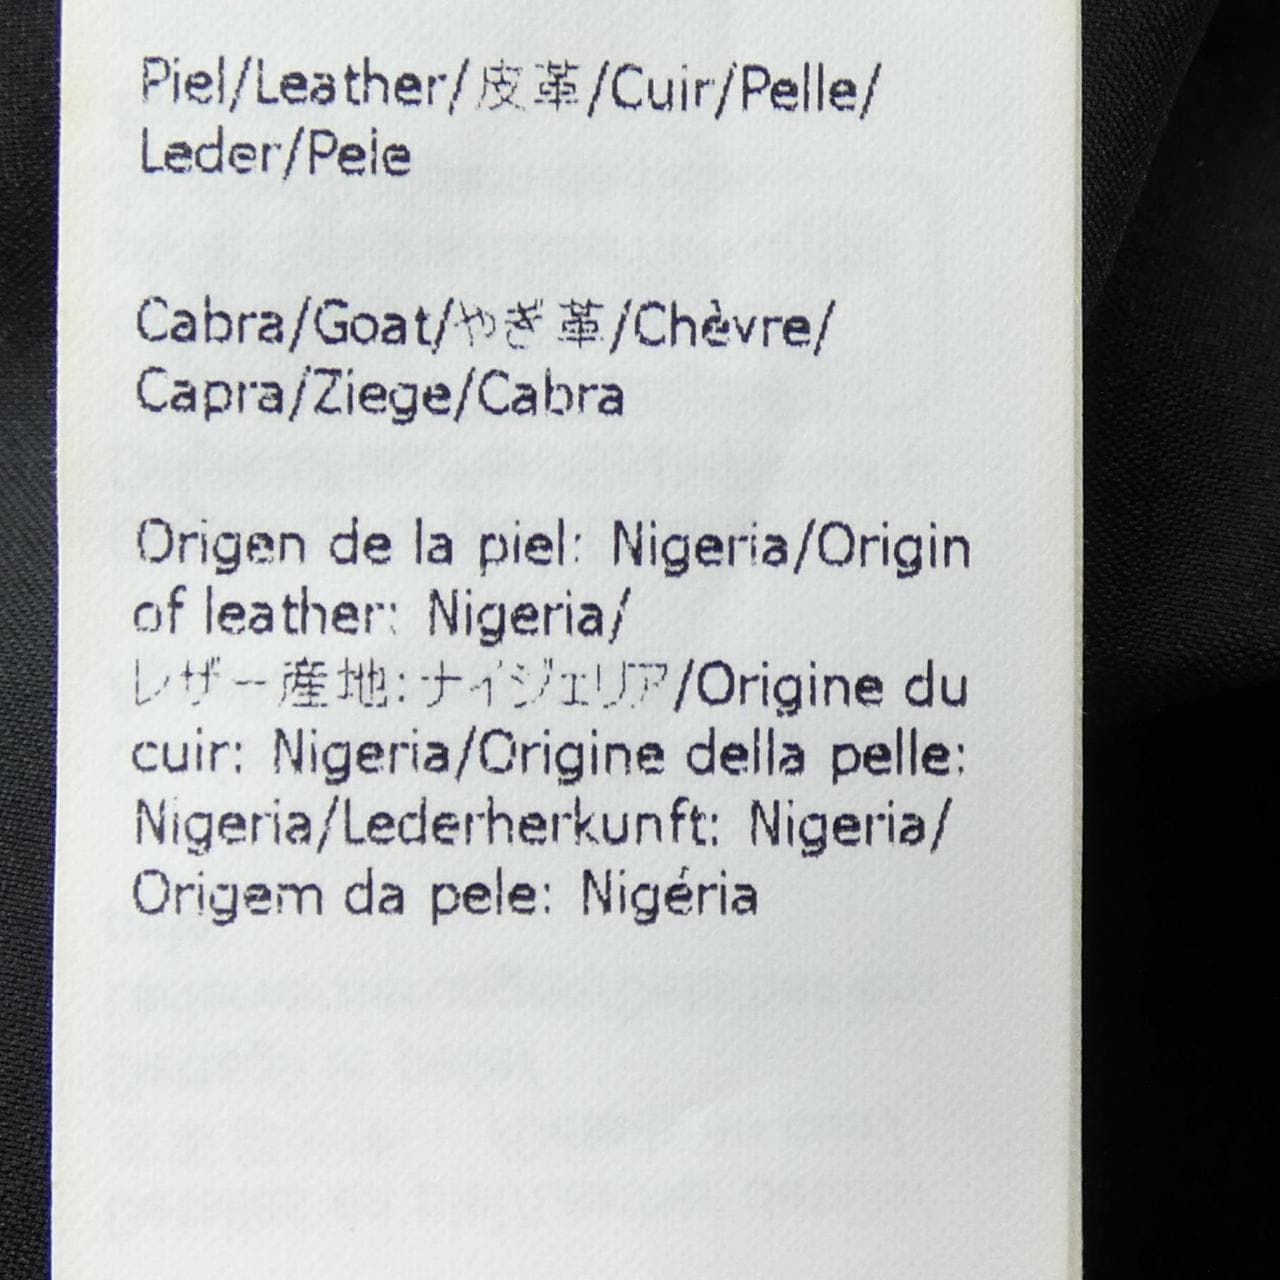 Piel/Leather/皮革/Cuir/Pelle/
Leder/Pele
Cabra/Goat/やぎ革/Chèvre/
Capra/Ziege/Cabra
Origen de la piel: Nigeria/Origin
of leather: Nigeria/
レザー産地:ナイジェリア/Origine du
cuir: Nigeria/Origine della pelle:
Nigeria/Lederherkunft: Nigeria/
Origem da pele: Nigéria